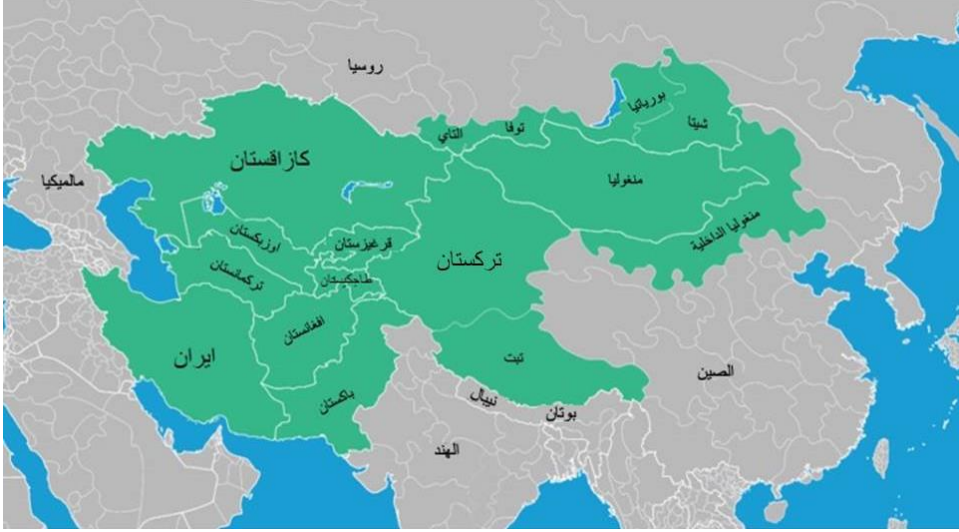 روسيا
بورياتيا
شيتا
توفا
التاي
كازاقستان
منغوليا
مالميكيا
منغوليا الداخلية
اوزبكستان
قرغيزستان
تركستان
تركمانستان
طاجكستان
افغانستان
ايران
تبت
الصين
باكستان
نيبال
بوتان
الهند